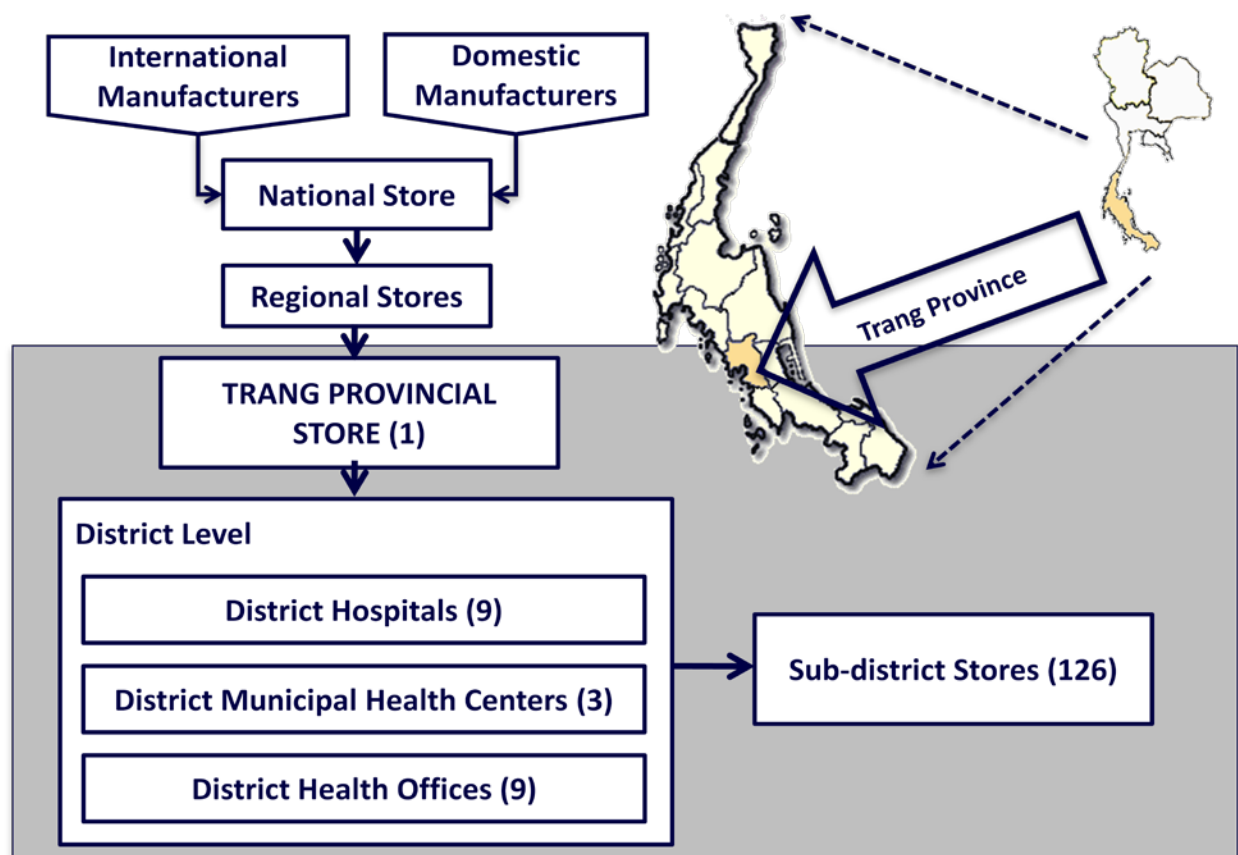 International
Manufacturers
Domestic
Manufacturers
National Store
Regional Stores
Trang Province
TRANG PROVINCIAL
STORE (1)
District Level
District Hospitals (9)
District Municipal Health Centers (3)
District Health Offices (9)
Sub-district Stores (126)